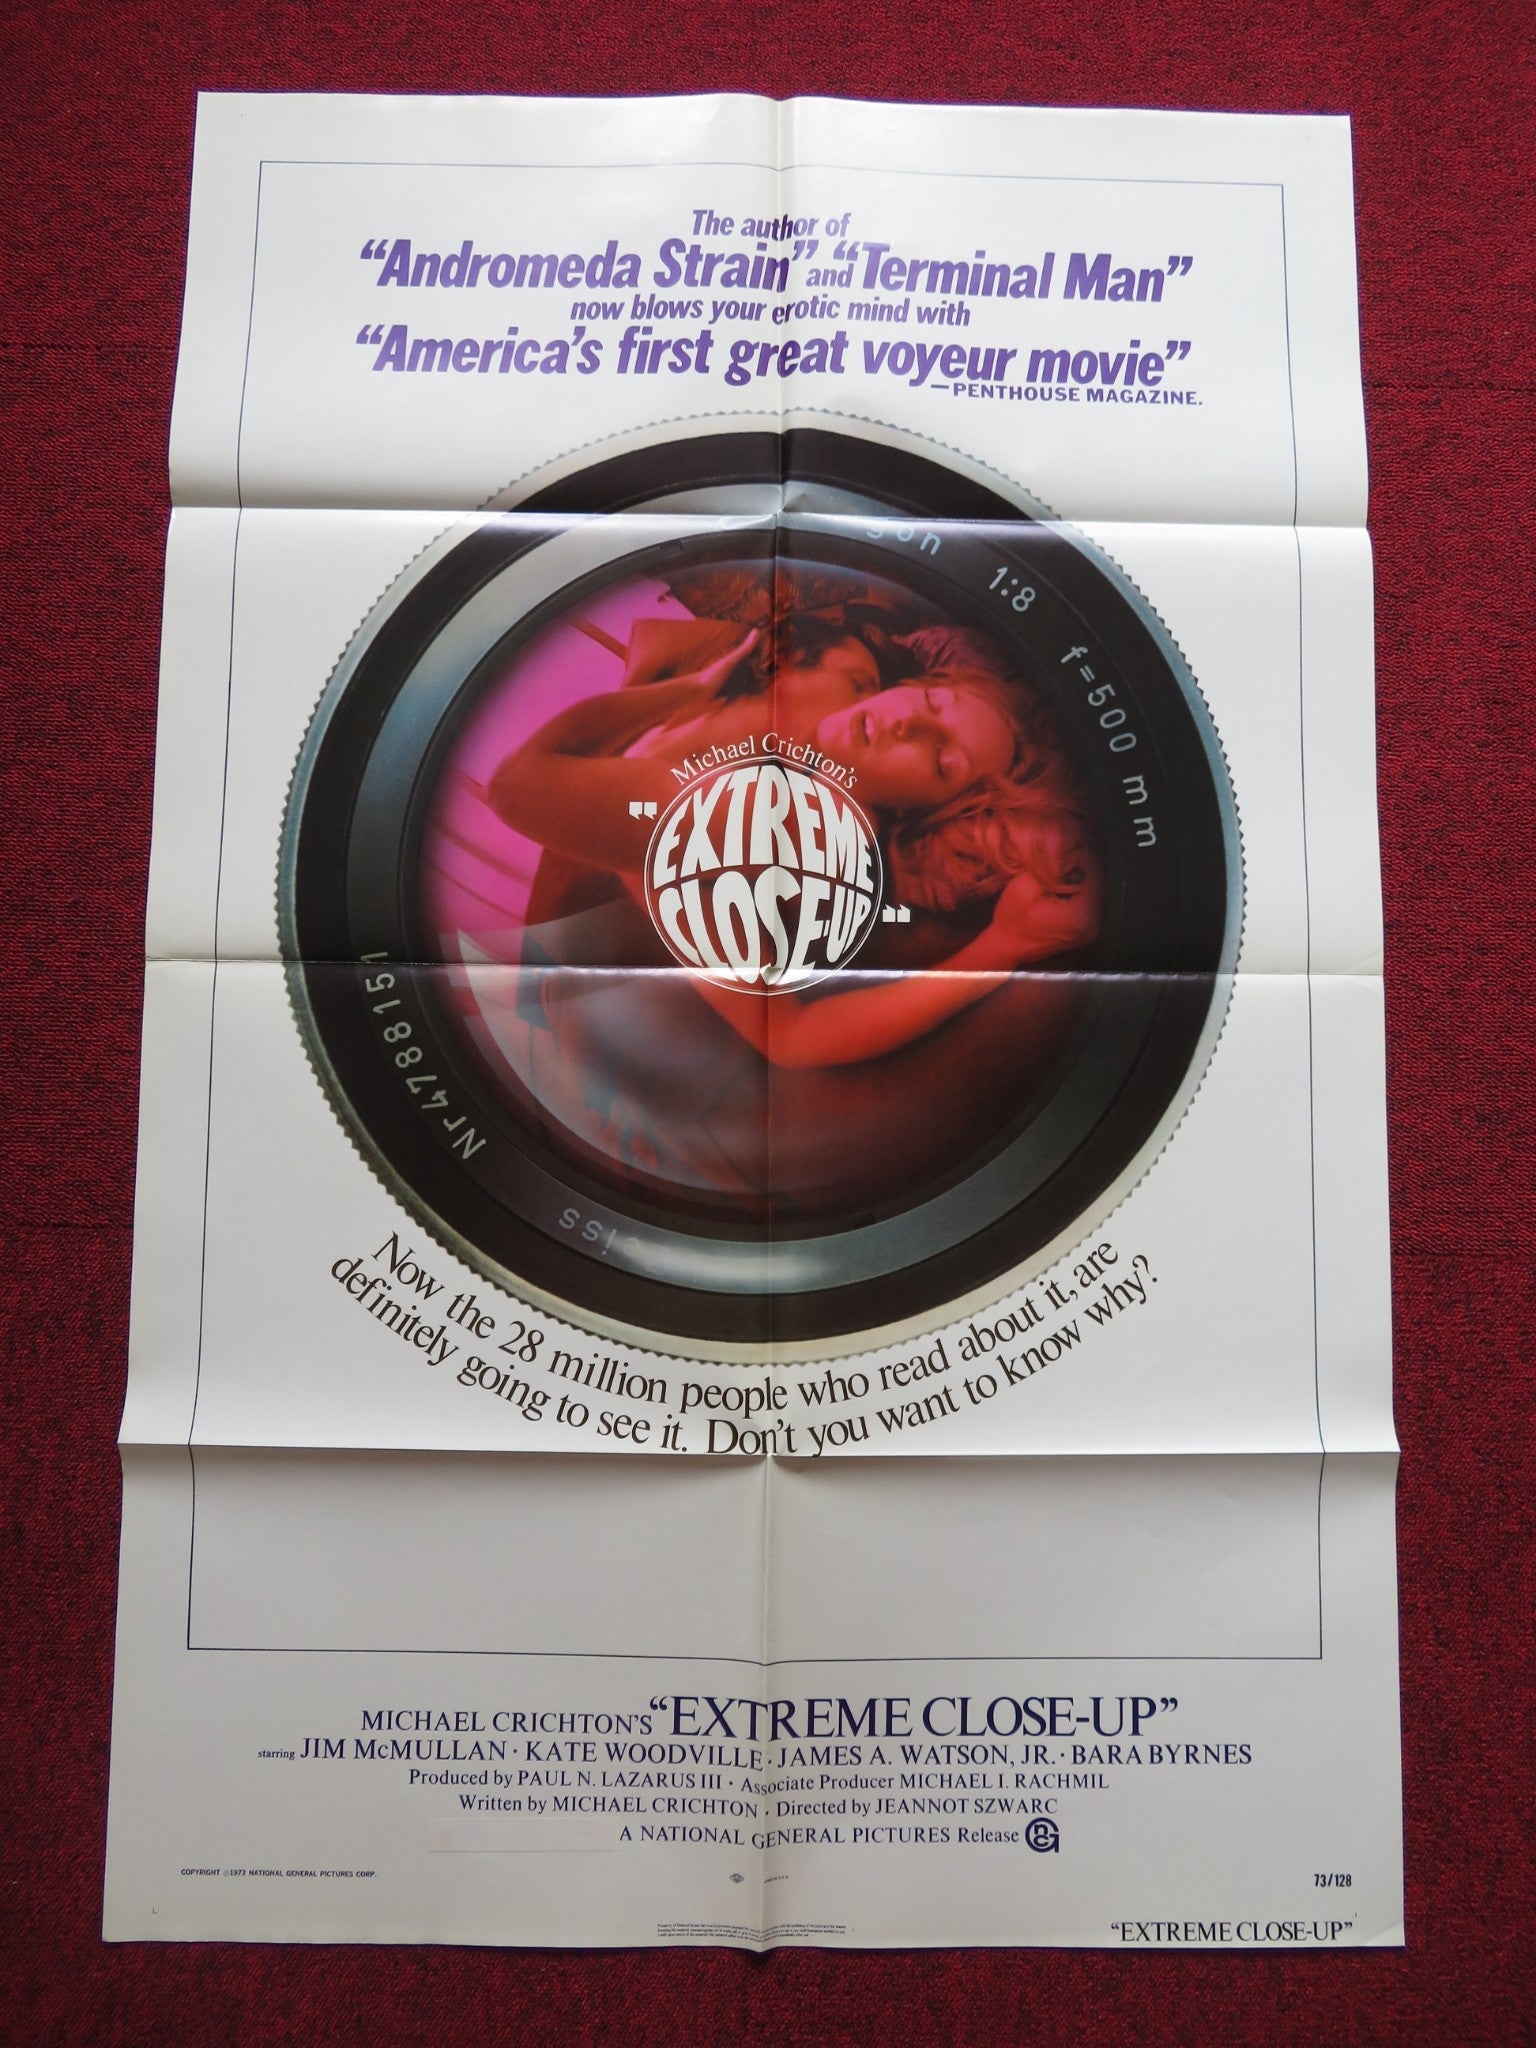 The author of
“Andromeda Strain” and “Terminal Man”
now blows your erotic mind with
“America’s first great voyeur movie”
—PENTHOUSE MAGAZINE.
1:8
f=500 mm
Michael Crichton’s
“EXTREME
CLOSE-UP”
Nr 4788151
Now the 28 million people who read about it, are
definitely going to see it. Don’t you want to know why?
MICHAEL CRICHTON’S “EXTREME CLOSE-UP”
starring JIM McMULLAN · KATE WOODVILLE · JAMES A. WATSON, JR. · BARA BYRNES
Produced by PAUL N. LAZARUS III · Associate Producer MICHAEL I. RACHMIL
Written by MICHAEL CRICHTON · Directed by JEANNOT SZWARC
A NATIONAL GENERAL PICTURES Release
COPYRIGHT ©1973 NATIONAL GENERAL PICTURES CORP.
73/128
“EXTREME CLOSE-UP”